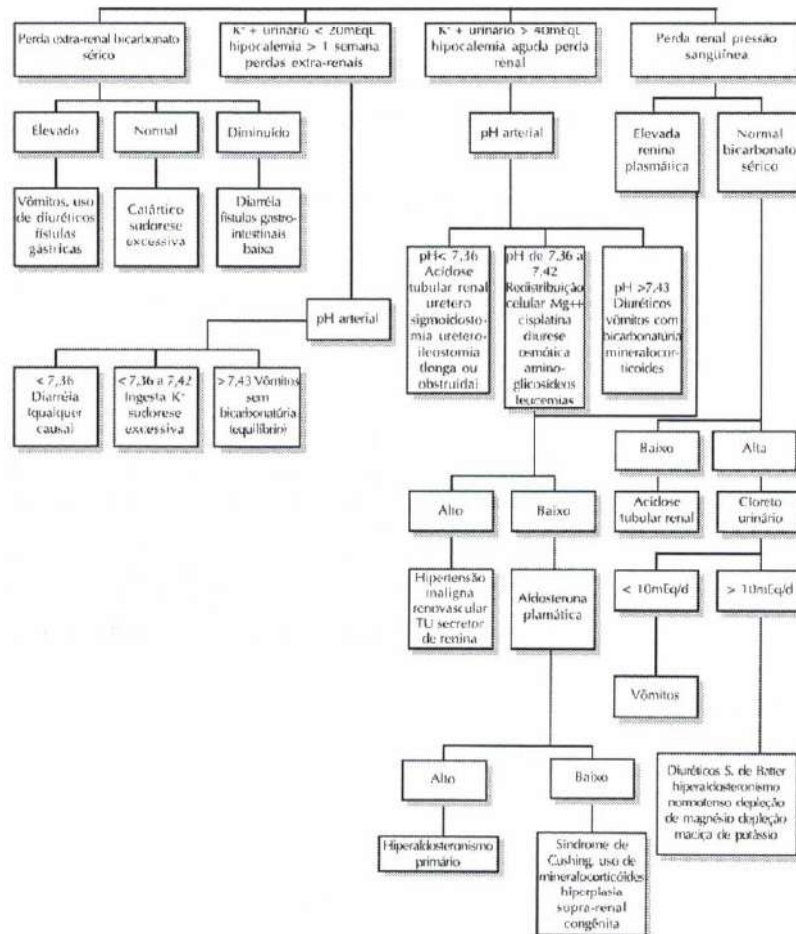 Perda extra-renal bicarbonato
sérico
K⁺ + urinário < 20mEqL
hipocalemia > 1 semana
perdas extra-renais
K⁺ + urinário > 40mEqL
hipocalemia aguda perda
renal
Perda renal pressão
sangüínea
Elevado
Normal
Diminuído
pH arterial
Elevada
renina
plasmática
Normal
bicarbonato
sérico
Vômitos, uso
de diuréticos
fístulas
gástricas
Catártico
sudorese
excessiva
Diarréia
fístulas gastro-
intestinais
baixa
pH< 7,36
Acidose
tubular renal
uretero
sigmoidosto-
mia uretero-
ileostomia
(longa ou
obstruída)
pH de 7,36 a
7,42
Redistribuição
celular Mg++
cisplatina
diurese
osmótica
amino-
glicosídeos
leucemias
pH >7,43
Diuréticos
vômitos com
bicarbonatúria
mineralocor-
ticoides
pH arterial
< 7,36
Diarréia
(qualquer
causa)
<7,36 a 7,42
Ingesta K⁺
sudorese
excessiva
>7,43 Vômitos
sem
bicarbonatúria
(equilíbrio)
Baixo
Alta
Acidose
tubular renal
Cloreto
urinário
Alto
Baixo
Hipertensão
maligna
renovascular
TU secretor
de renina
Aldosterona
plamática
< 10mEq/d
> 10mEq/d
Vômitos
Alto
Baixo
Diuréticos S. de Batter
hiperaldosteronismo
normotenso depleção
de magnésio depleção
maciça de potássio
Hiperaldosteronismo
primário
Síndrome de
Cushing, uso de
mineralocorticóides
hiperplasia
supra-renal
congênita